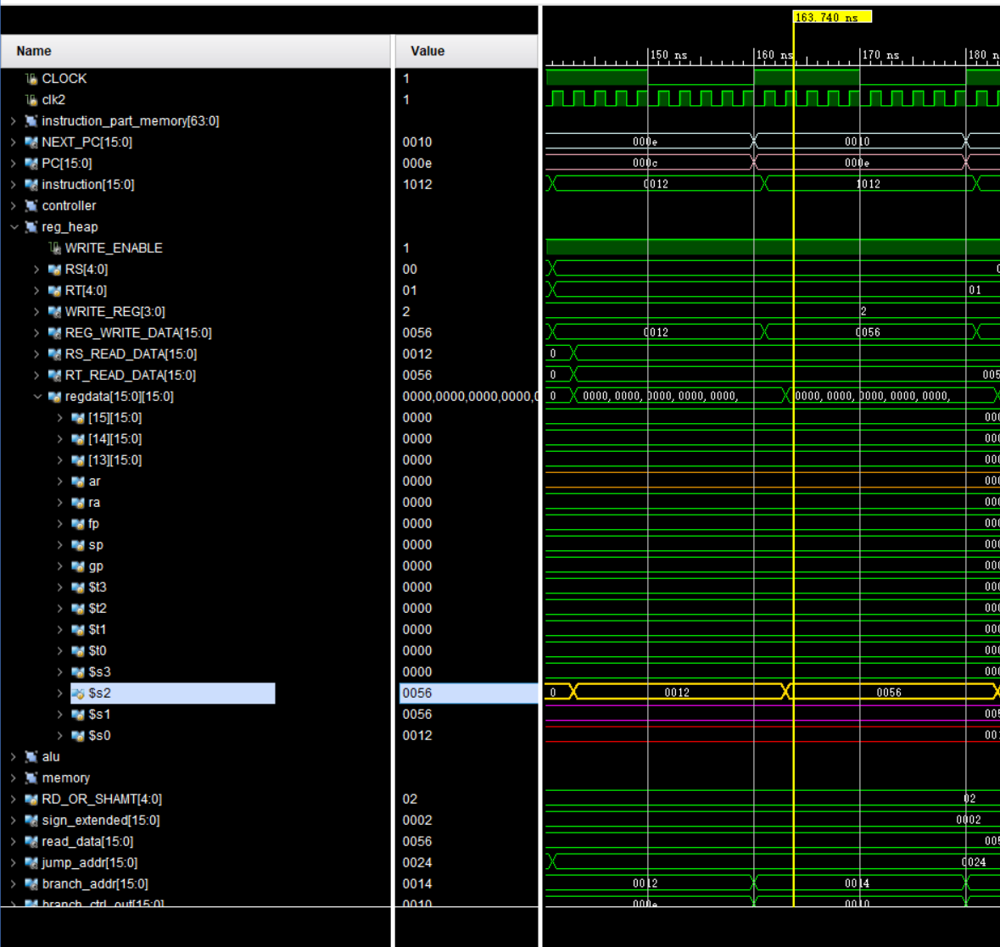 163.740 ns
Name Value 150 ns 160 ns 170 ns 180 n
CLOCK 1
clk2 1
instruction_part_memory[63:0]
NEXT_PC[15:0] 0010 000e 0010
PC[15:0] 000e 000c 000e
instruction[15:0] 1012 0012 1012
controller
reg_heap
WRITE_ENABLE 1
RS[4:0] 00
RT[4:0] 01 01
WRITE_REG[3:0] 2 2
REG_WRITE_DATA[15:0] 0056 0012 0056
RS_READ_DATA[15:0] 0012 0
RT_READ_DATA[15:0] 0056 0 005
regdata[15:0][15:0] 0000,0000,0000,0000,0 0 0000,0000,0000,0000,0000, 0000,0000,0000,0000,0000,
[15][15:0] 0000 000
[14][15:0] 0000 000
[13][15:0] 0000 000
ar 0000 000
ra 0000 000
fp 0000 000
sp 0000 000
gp 0000 000
$t3 0000 000
$t2 0000 000
$t1 0000 000
$t0 0000 000
$s3 0000 000
$s2 0056 0 0012 0056
$s1 0056 005
$s0 0012 001
alu
memory
RD_OR_SHAMT[4:0] 02 02
sign_extended[15:0] 0002 0002
read_data[15:0] 0056 005
jump_addr[15:0] 0024 0024
branch_addr[15:0] 0014 0012 0014
branch_ctrl_out[15:0] 0010 000e 0010